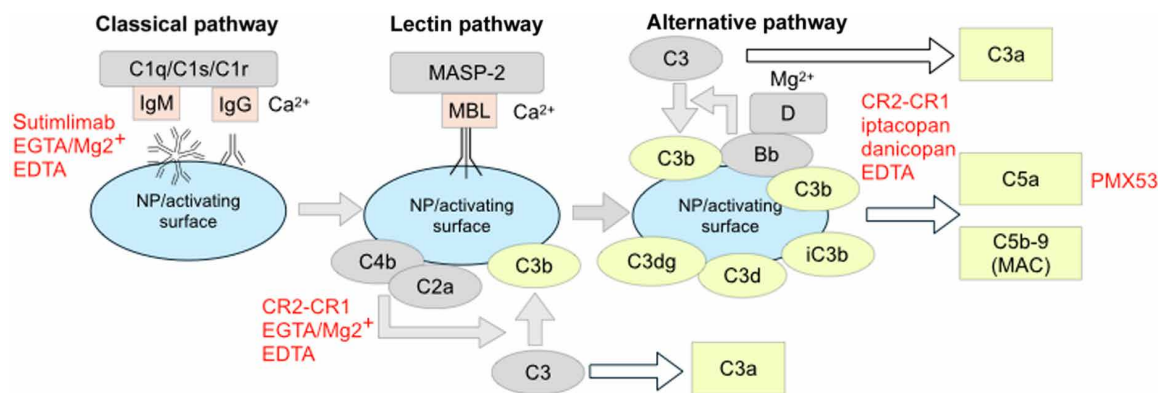 Classical pathway
C1q/C1s/C1r
IgM
IgG
Ca²⁺
Sutimlimab
EGTA/Mg2⁺
EDTA
NP/activating
surface
Lectin pathway
MASP-2
MBL
Ca²⁺
NP/activating
surface
C4b
C2a
C3b
CR2-CR1
EGTA/Mg2⁺
EDTA
C3
C3a
Alternative pathway
C3
C3a
Mg²⁺
D
Bb
C3b
C3b
NP/activating
surface
iC3b
C3d
C3dg
CR2-CR1
iptacopan
danicopan
EDTA
C5a
PMX53
C5b-9
(MAC)